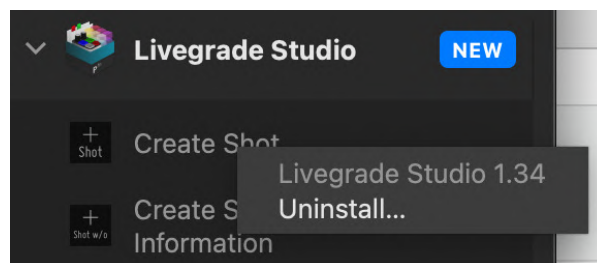 Livegrade Studio
NEW
+
Shot
Create Shot
Livegrade Studio 1.34
Uninstall...
+
Shot w/o
Create S
Information